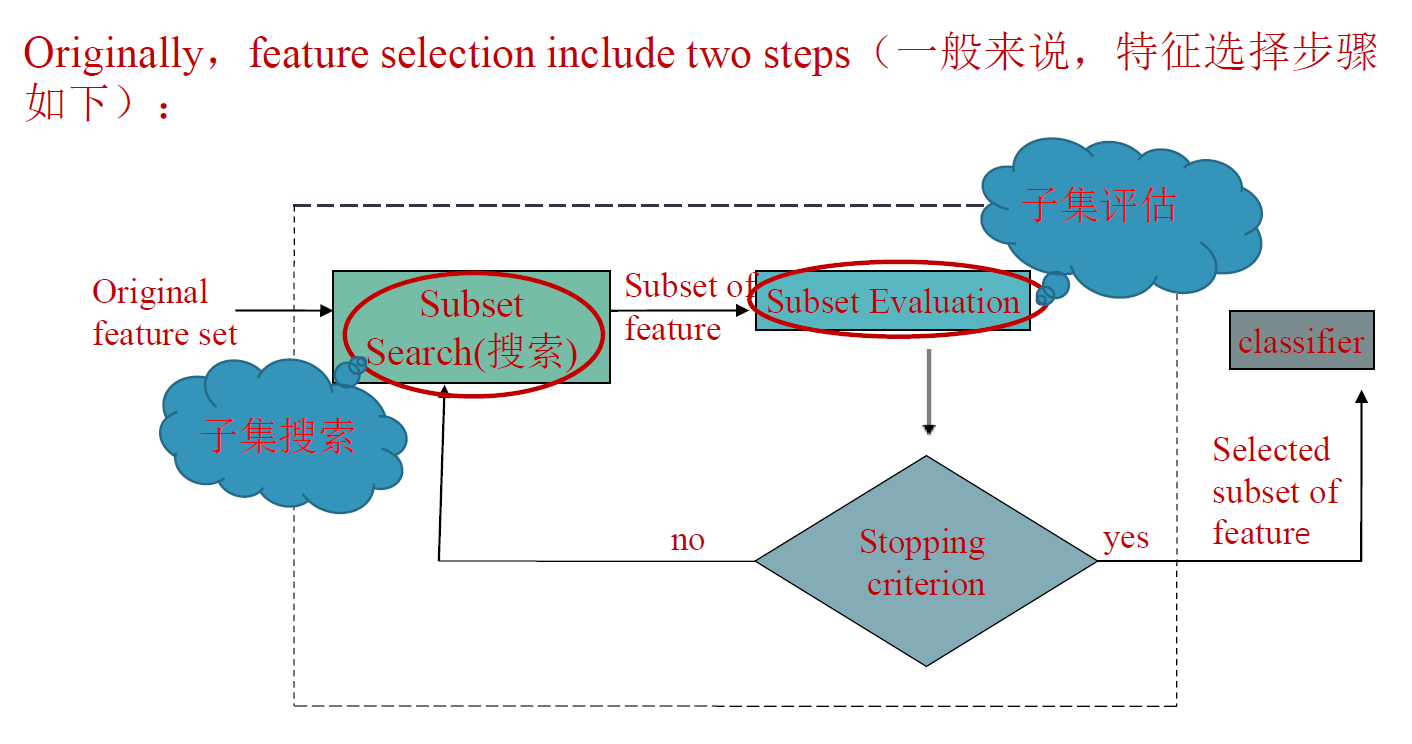 Originally，feature selection include two steps（一般来说，特征选择步骤
如下）：
子集评估
Original
feature set
Subset
Search(搜索)
Subset of
feature
Subset Evaluation
classifier
子集搜索
no
Stopping
criterion
yes
Selected
subset of
feature